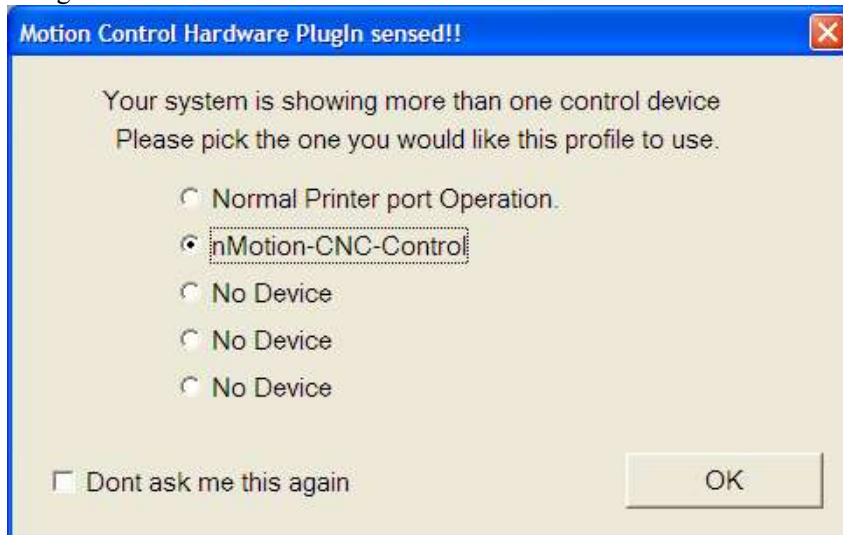 Motion Control Hardware PlugIn sensed!!
Your system is showing more than one control device
Please pick the one you would like this profile to use.
Normal Printer port Operation.
nMotion-CNC-Control
No Device
No Device
No Device
Dont ask me this again
OK